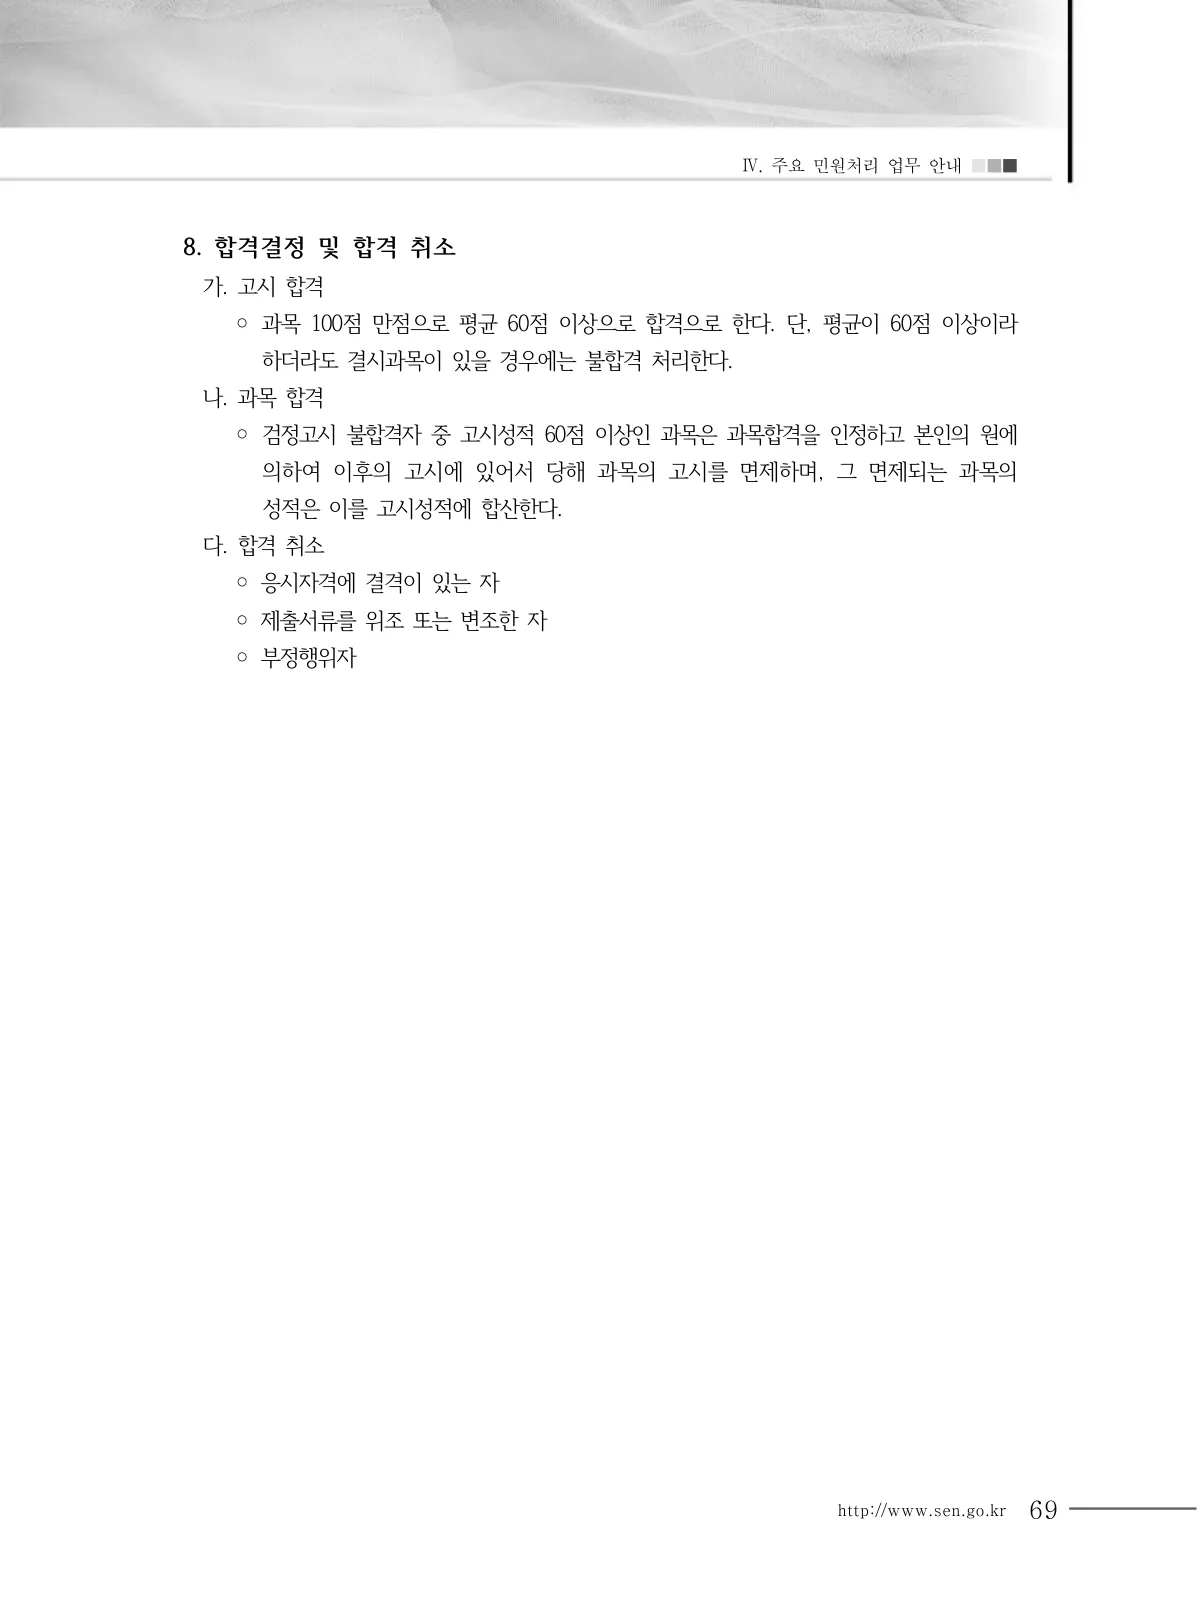 Ⅳ. 주요 민원처리 업무 안내
8. 합격결정 및 합격 취소
가. 고시 합격
○ 과목 100점 만점으로 평균 60점 이상으로 합격으로 한다. 단, 평균이 60점 이상이라
하더라도 결시과목이 있을 경우에는 불합격 처리한다.
나. 과목 합격
○ 검정고시 불합격자 중 고시성적 60점 이상인 과목은 과목합격을 인정하고 본인의 원에
의하여 이후의 고시에 있어서 당해 과목의 고시를 면제하며, 그 면제되는 과목의
성적은 이를 고시성적에 합산한다.
다. 합격 취소
○ 응시자격에 결격이 있는 자
○ 제출서류를 위조 또는 변조한 자
○ 부정행위자
http://www.sen.go.kr 69